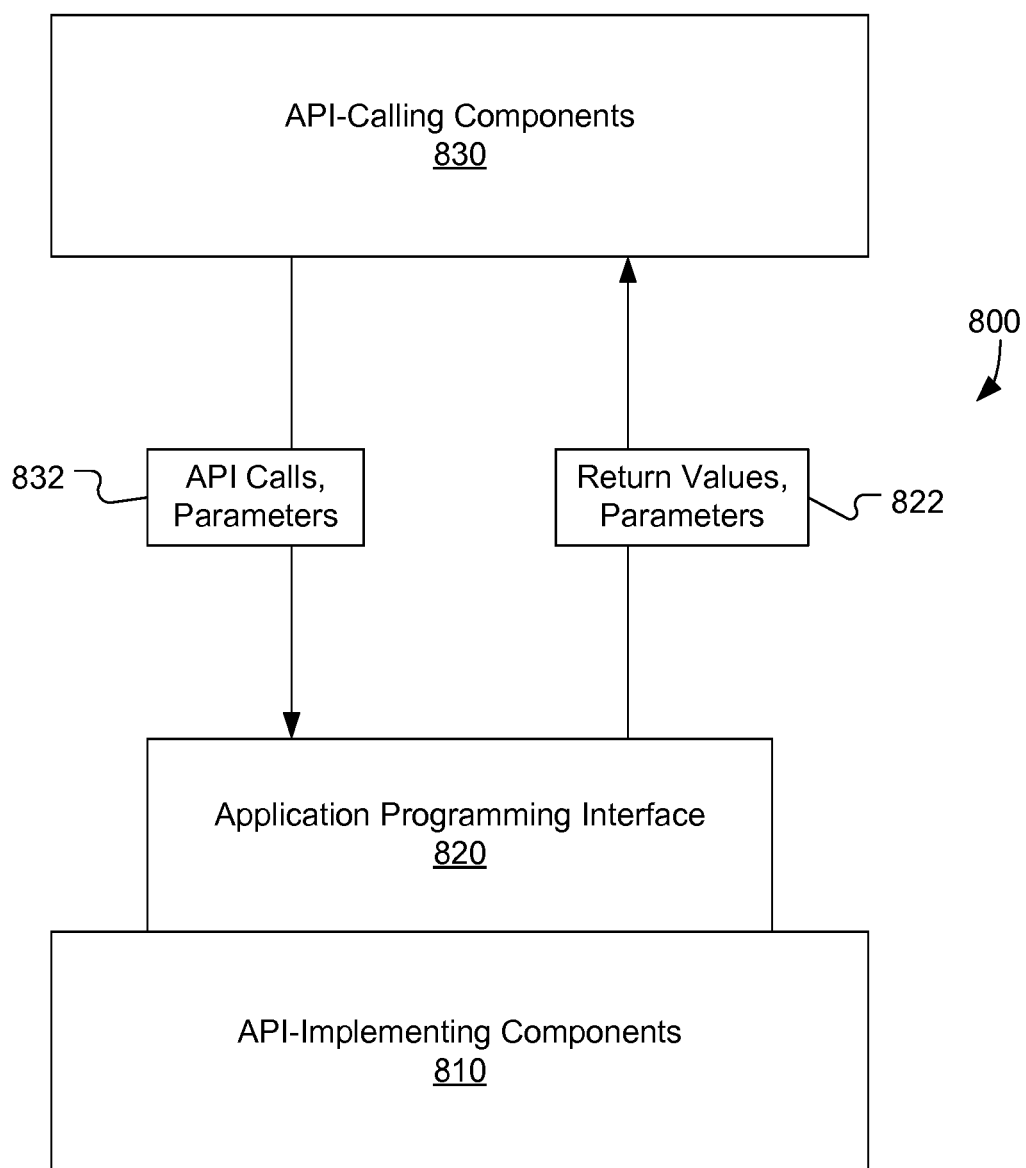 API-Calling Components
830
800
832
API Calls,
Parameters
Return Values,
Parameters
822
Application Programming Interface
820
API-Implementing Components
810